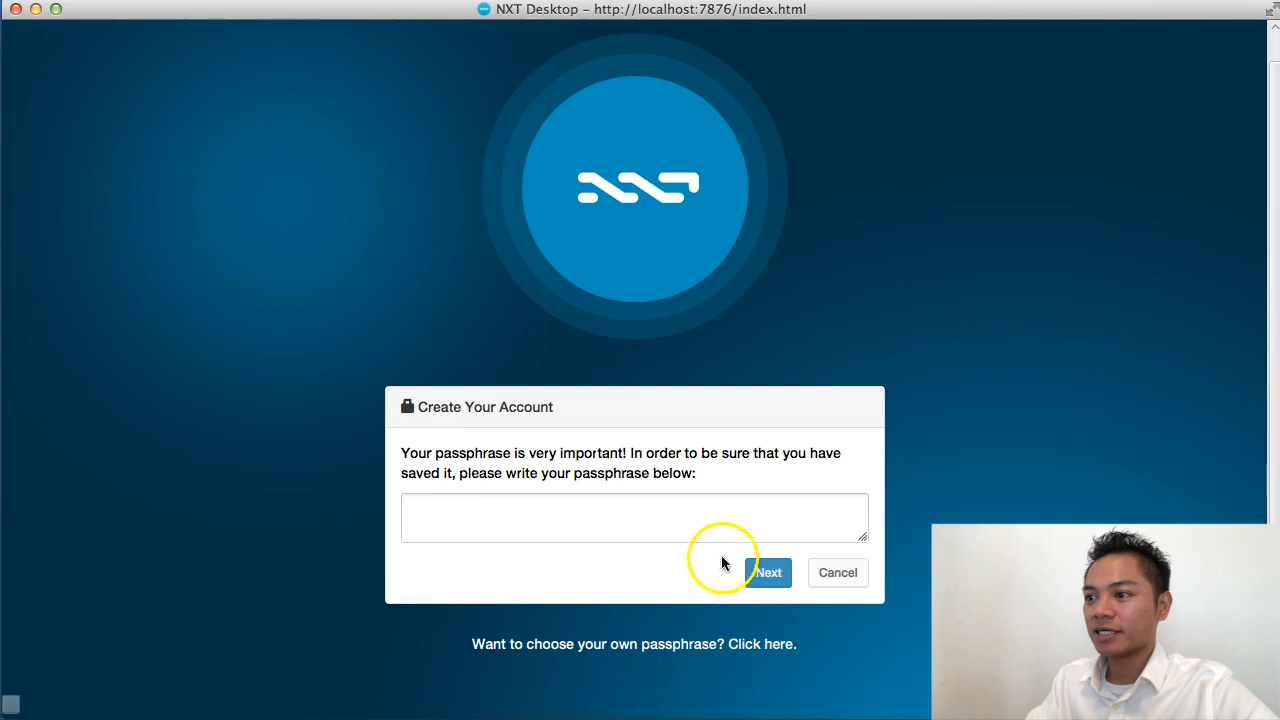 NXT Desktop – http://localhost:7876/index.html
NXT
Create Your Account
Your passphrase is very important! In order to be sure that you have
saved it, please write your passphrase below:
Next
Cancel
Want to choose your own passphrase? Click here.